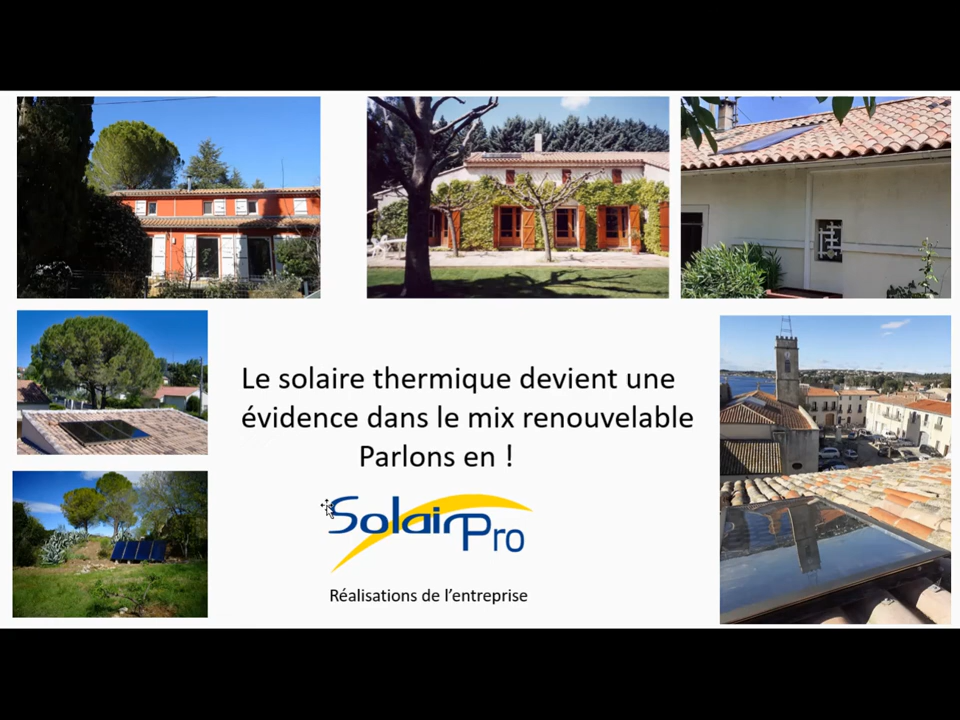 Le solaire thermique devient une
évidence dans le mix renouvelable
Parlons en !
SolairPro
Réalisations de l'entreprise